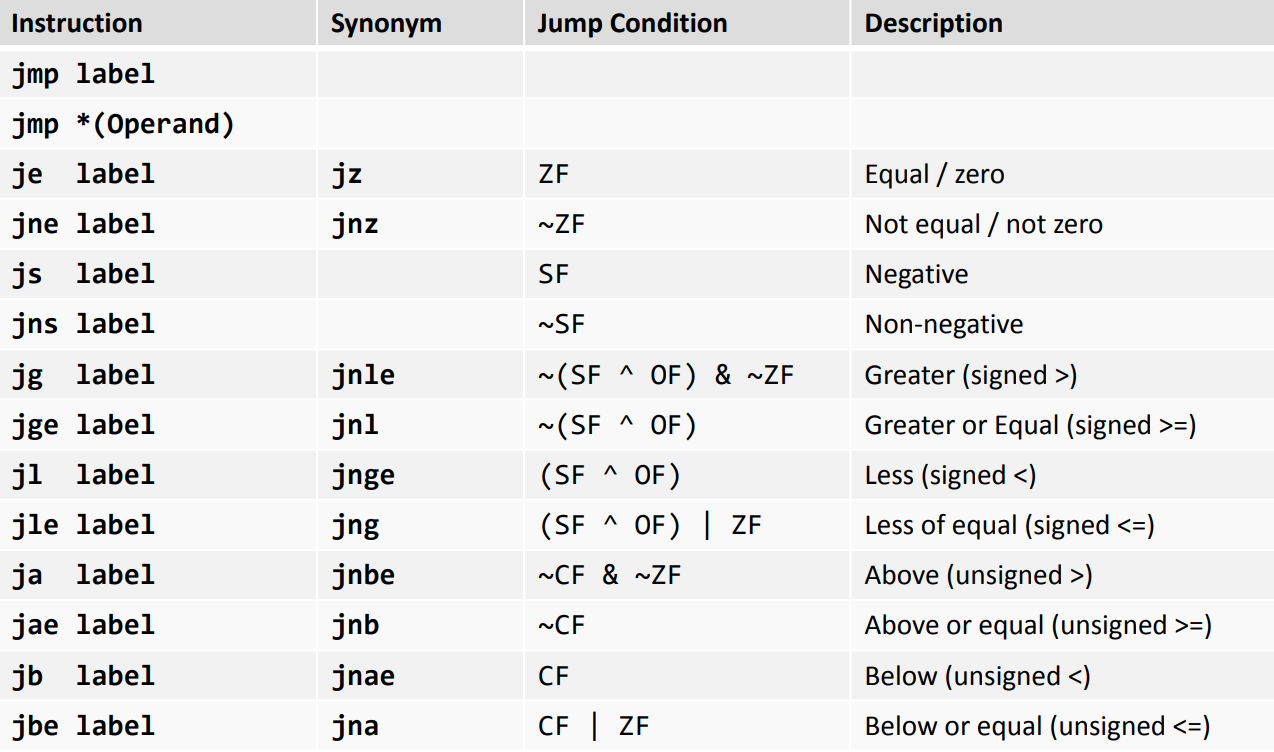 Instruction Synonym Jump Condition Description
jmp label
jmp *(Operand)
je label jz ZF Equal / zero
jne label jnz ~ZF Not equal / not zero
js label SF Negative
jns label ~SF Non-negative
jg label jnle ~(SF ^ OF) & ~ZF Greater (signed >)
jge label jnl ~(SF ^ OF) Greater or Equal (signed >=)
jl label jnge (SF ^ OF) Less (signed <)
jle label jng (SF ^ OF) | ZF Less of equal (signed <=)
ja label jnbe ~CF & ~ZF Above (unsigned >)
jae label jnb ~CF Above or equal (unsigned >=)
jb label jnae CF Below (unsigned <)
jbe label jna CF | ZF Below or equal (unsigned <=)